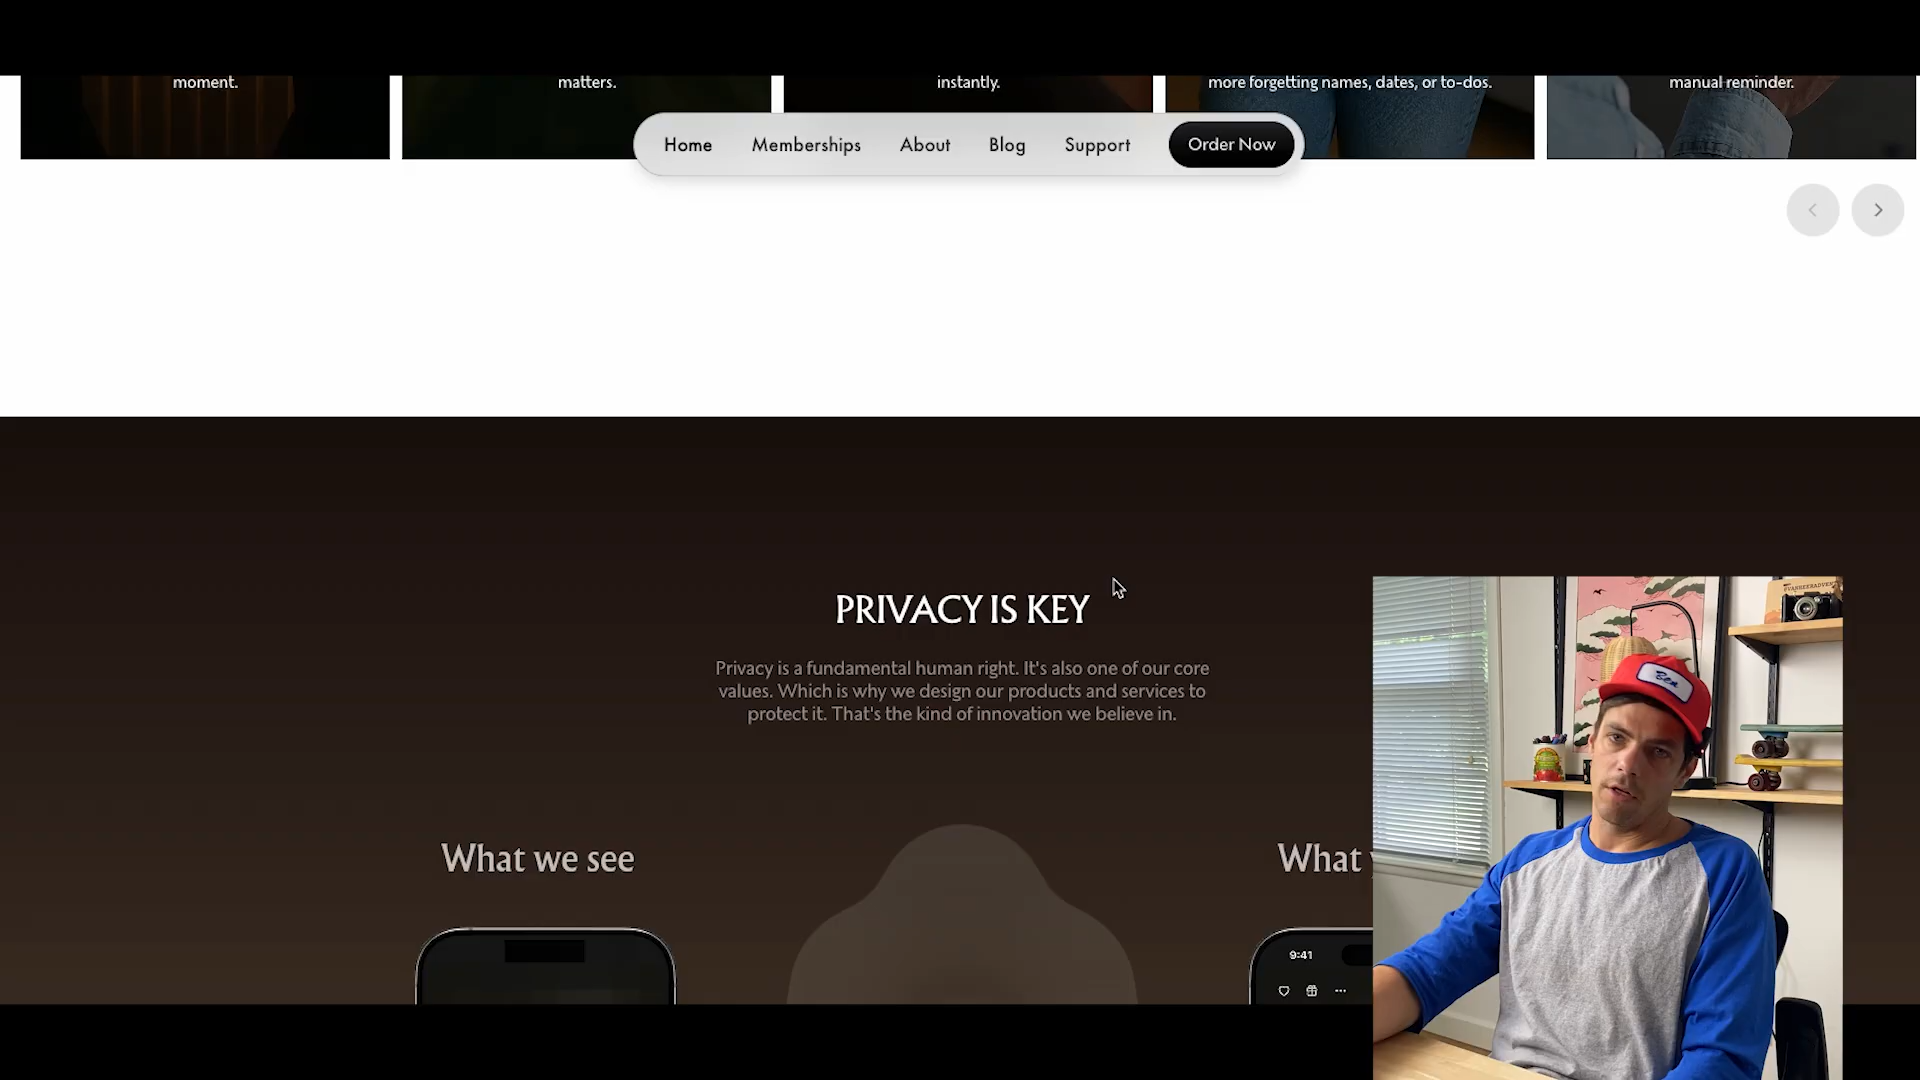 moment.
matters.
instantly.
more forgetting names, dates, or to-dos.
manual reminder.
Home
Memberships
About
Blog
Support
Order Now
PRIVACY IS KEY
Privacy is a fundamental human right. It's also one of our core
values. Which is why we design our products and services to
protect it. That's the kind of innovation we believe in.
What we see
What
9:41
Ben